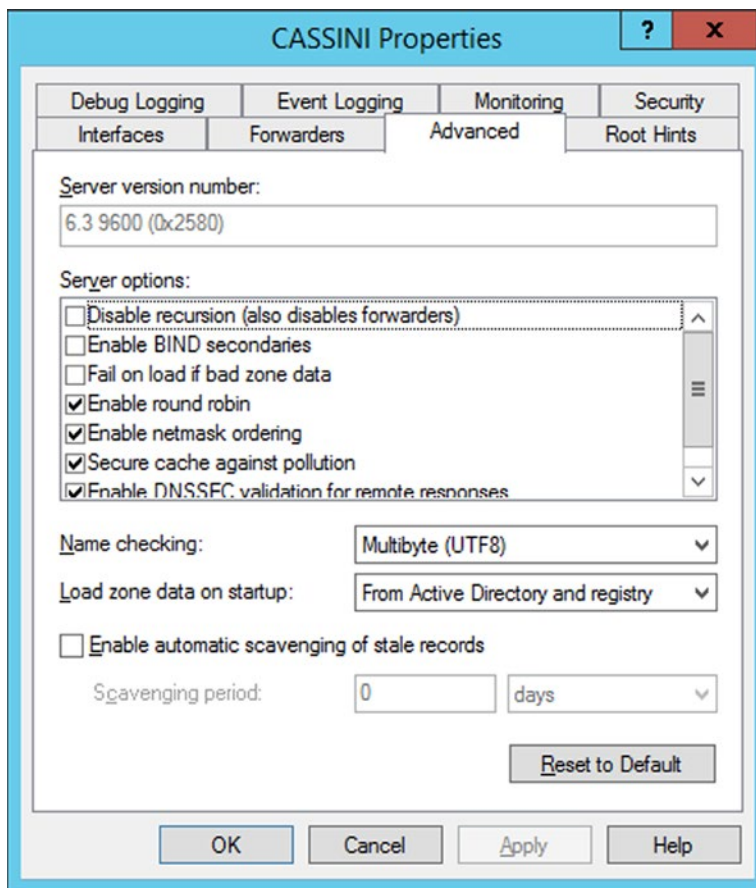 CASSINI Properties
?
x
Debug Logging
Event Logging
Monitoring
Security
Interfaces
Forwarders
Advanced
Root Hints
Server version number:
6.3 9600 (0x2580)
Server options:
Disable recursion (also disables forwarders)
Enable BIND secondaries
Fail on load if bad zone data
Enable round robin
Enable netmask ordering
Secure cache against pollution
Enable DNSSEC validation for remote responses
Name checking:
Multibyte (UTF8)
Load zone data on startup:
From Active Directory and registry
Enable automatic scavenging of stale records
Scavenging period:
0
days
Reset to Default
OK
Cancel
Apply
Help